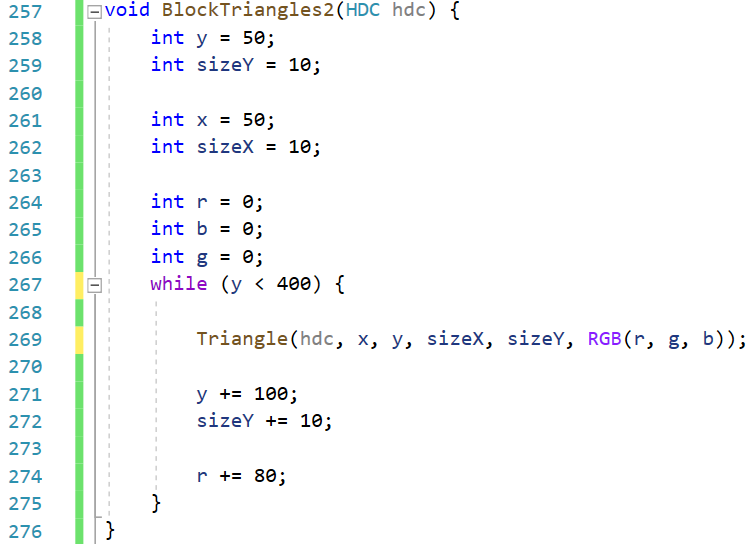 257 void BlockTriangles2(HDC hdc) {
258 int y = 50;
259 int sizeY = 10;
260
261 int x = 50;
262 int sizeX = 10;
263
264 int r = 0;
265 int b = 0;
266 int g = 0;
267 while (y < 400) {
268
269 Triangle(hdc, x, y, sizeX, sizeY, RGB(r, g, b));
270
271 y += 100;
272 sizeY += 10;
273
274 r += 80;
275 }
276 }